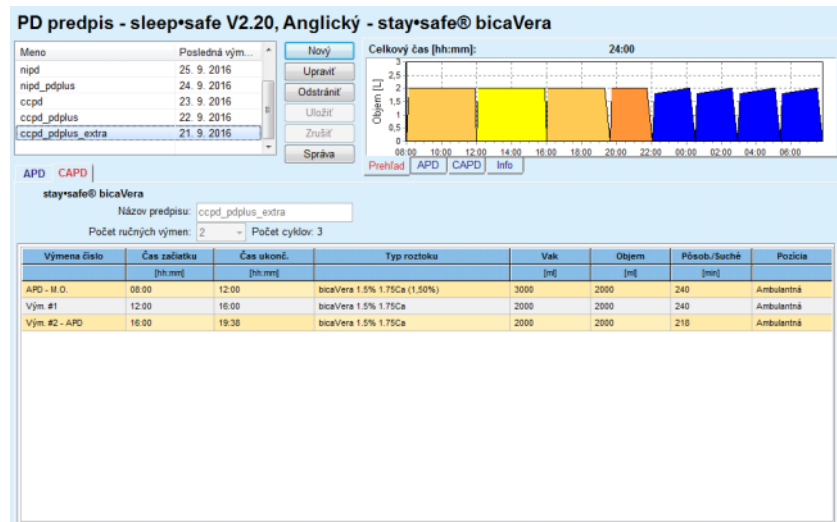 PD predpis - sleep•safe V2.20, Anglický - stay•safe® bicaVera
Meno Posledná vým...
nipd 25. 9. 2016
nipd_pdplus 24. 9. 2016
ccpd 23. 9. 2016
ccpd_pdplus 22. 9. 2016
ccpd_pdplus_extra 21. 9. 2016
Nový
Upraviť
Odstrániť
Uložiť
Zrušiť
Správa
Celkový čas [hh:mm]: 24:00
Objem [L]
3
2,5
2
1,5
1
0,5
0
08:00 10:00 12:00 14:00 16:00 18:00 20:00 22:00 00:00 02:00 04:00 06:00
Prehľad APD CAPD Info
APD CAPD
stay•safe® bicaVera
Názov predpisu: ccpd_pdplus_extra
Počet ručných výmen: 2 Počet cyklov: 3
Výmena číslo Čas začiatku Čas ukonč. Typ roztoku Vak Objem Pôsob./Suché Pozícia
[hh:mm] [hh:mm] [ml] [ml] [min]
APD - M.O. 08:00 12:00 bicaVera 1.5% 1.75Ca (1,50%) 3000 2000 240 Ambulantná
Vým. #1 12:00 16:00 bicaVera 1.5% 1.75Ca 2000 2000 240 Ambulantná
Vým. #2 - APD 16:00 19:38 bicaVera 1.5% 1.75Ca 2000 2000 218 Ambulantná